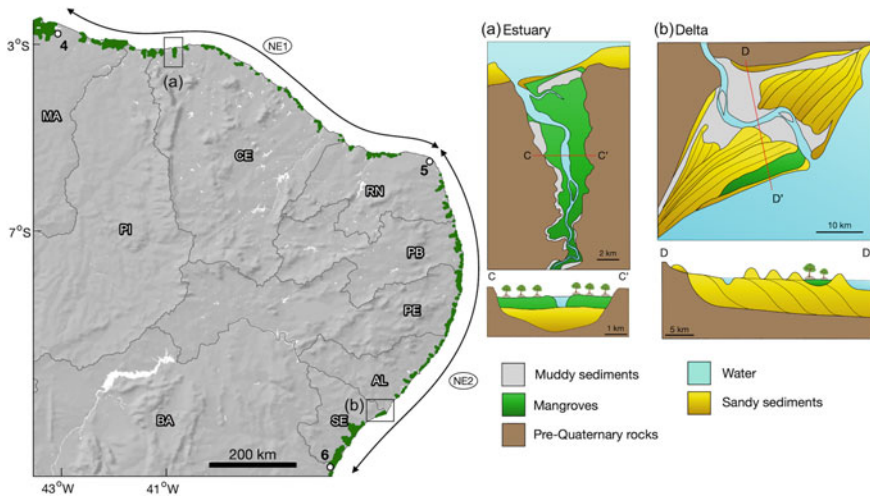 NE1
3°S
4
(a)
MA
CE
5
RN
7°S
PI
PB
PE
NE2
AL
(b)
SE
BA
6
200 km
43°W
41°W
(a) Estuary
C
C'
2 km
C
C'
1 km
(b) Delta
D
D'
10 km
D
D
5 km
Muddy sediments
Mangroves
Pre-Quaternary rocks
Water
Sandy sediments